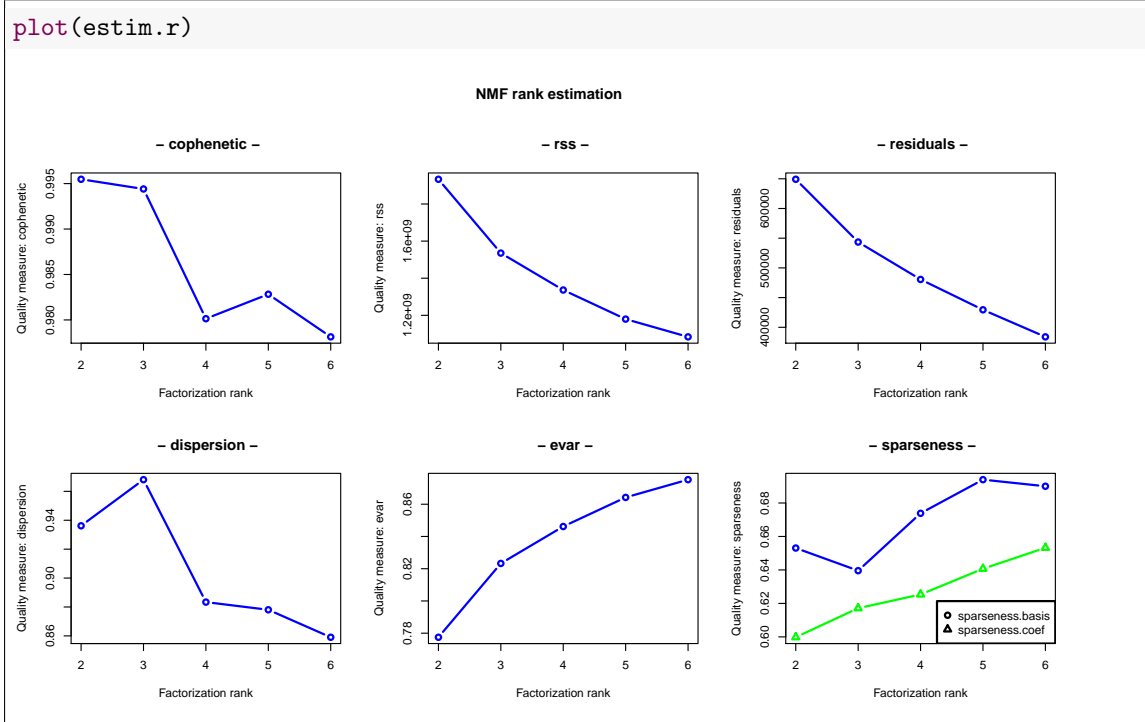 plot(estim.r)
NMF rank estimation
– cophenetic –
Quality measure: cophenetic
0.980 0.985 0.990 0.995
2 3 4 5 6
Factorization rank
– rss –
Quality measure: rss
1.2e+09 1.6e+09
2 3 4 5 6
Factorization rank
– residuals –
Quality measure: residuals
400000 500000 600000
2 3 4 5 6
Factorization rank
– dispersion –
Quality measure: dispersion
0.86 0.90 0.94
2 3 4 5 6
Factorization rank
– evar –
Quality measure: evar
0.78 0.82 0.86
2 3 4 5 6
Factorization rank
– sparseness –
Quality measure: sparseness
0.60 0.62 0.64 0.66 0.68
sparseness.basis
sparseness.coef
2 3 4 5 6
Factorization rank